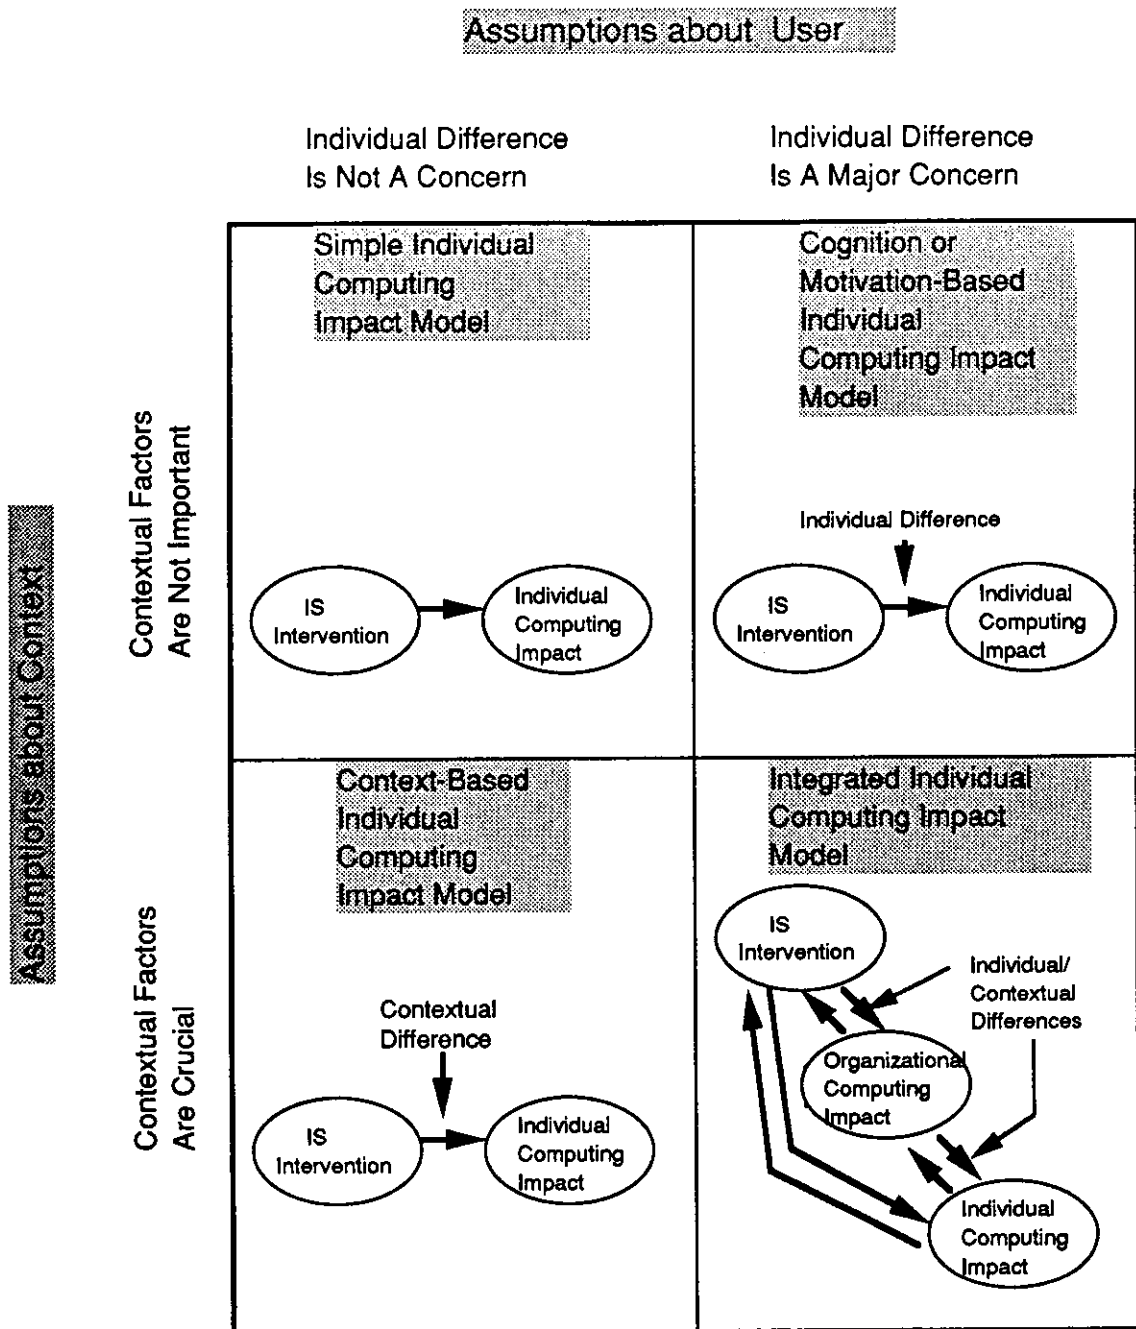 Assumptions about User
Individual Difference
Is Not A Concern
Individual Difference
Is A Major Concern
Assumptions about Context
Contextual Factors
Are Not Important
Simple Individual
Computing
Impact Model
IS
Intervention
Individual
Computing
Impact
Cognition or
Motivation-Based
Individual
Computing Impact
Model
Individual Difference
IS
Intervention
Individual
Computing
Impact
Contextual Factors
Are Crucial
Context-Based
Individual
Computing
Impact Model
Contextual
Difference
IS
Intervention
Individual
Computing
Impact
Integrated Individual
Computing Impact
Model
IS
Intervention
Individual/
Contextual
Differences
Organizational
Computing
Impact
Individual
Computing
Impact